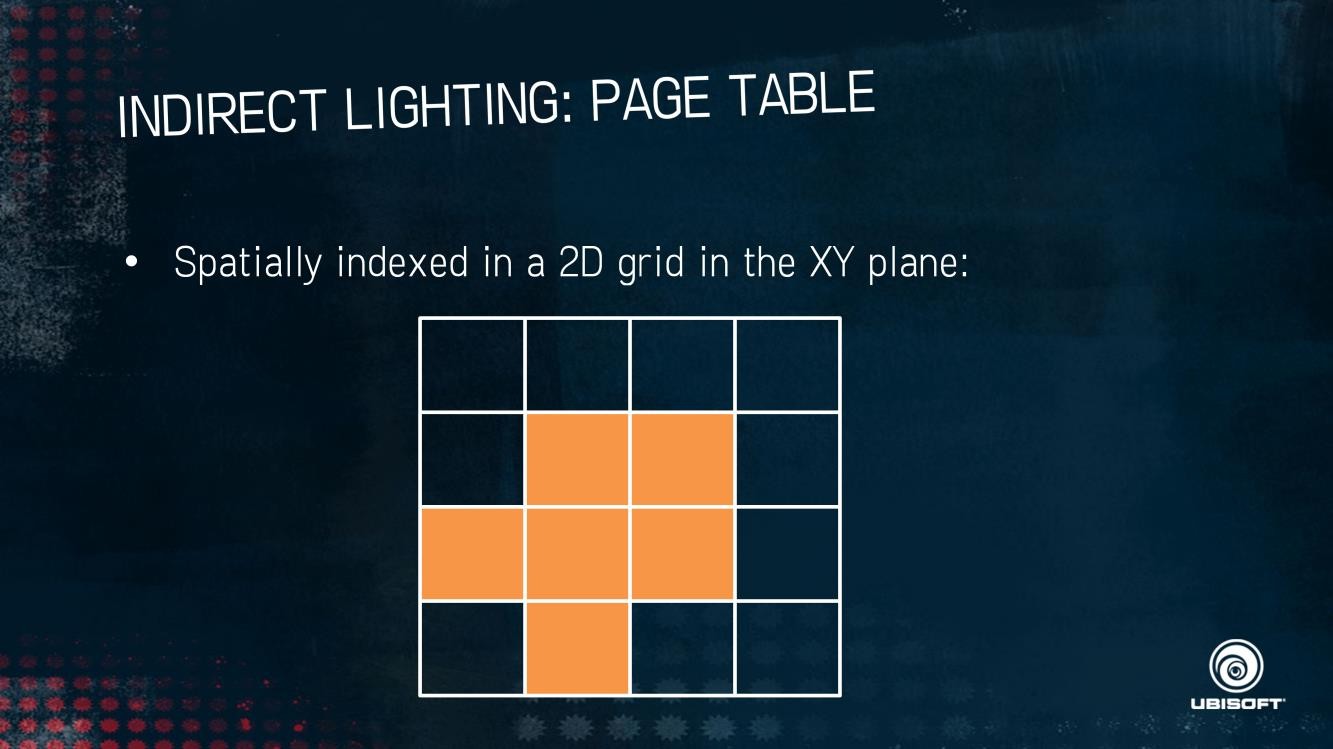 INDIRECT LIGHTING: PAGE TABLE
• Spatially indexed in a 2D grid in the XY plane:
UBISOFT